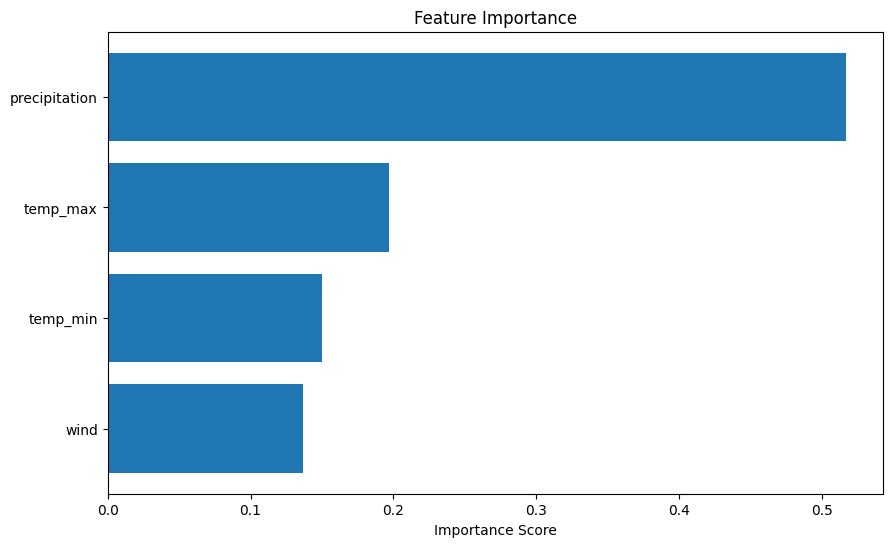 Feature Importance
precipitation
temp_max
temp_min
wind
0.0 0.1 0.2 0.3 0.4 0.5
Importance Score